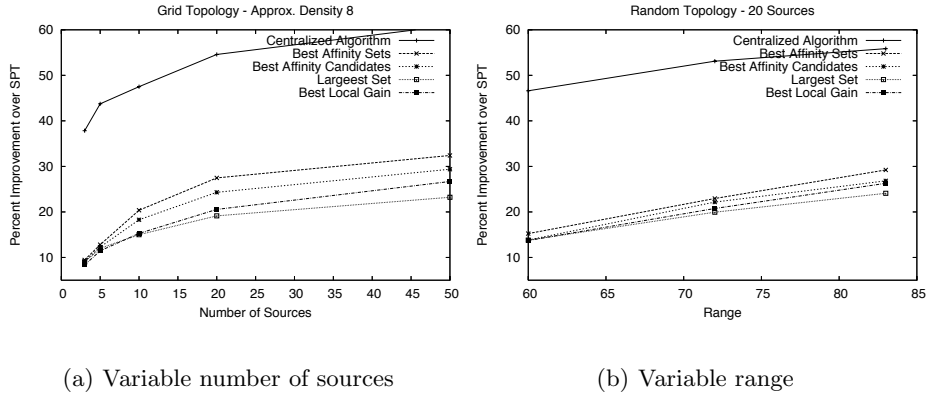 Grid Topology - Approx. Density 8
Percent Improvement over SPT
60
50
40
30
20
10
0 5 10 15 20 25 30 35 40 45 50
Number of Sources
Centralized Algorithm
Best Affinity Sets
Best Affinity Candidates
Largeest Set
Best Local Gain
(a) Variable number of sources
Random Topology - 20 Sources
Percent Improvement over SPT
60
50
40
30
20
10
60 65 70 75 80 85
Range
Centralized Algorithm
Best Affinity Sets
Best Affinity Candidates
Largest Set
Best Local Gain
(b) Variable range